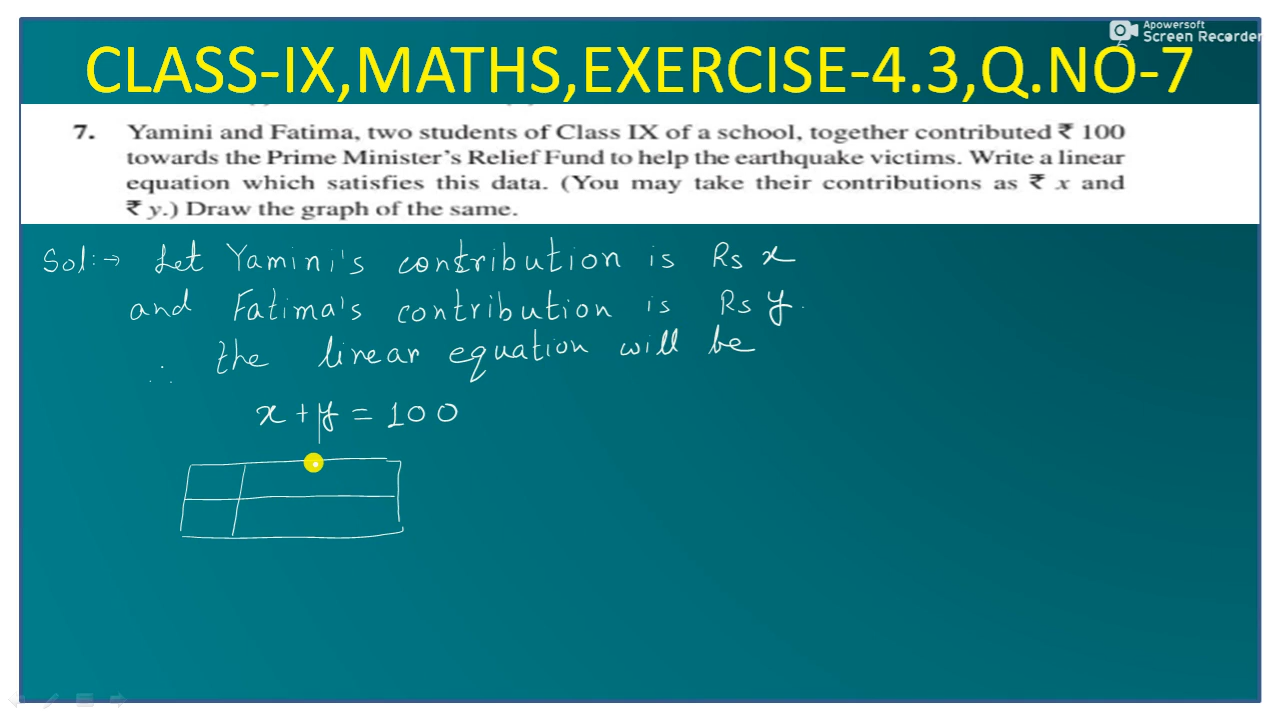 Apowersoft
Screen Recorder
CLASS-IX,MATHS,EXERCISE-4.3,Q.NO-7
7. Yamini and Fatima, two students of Class IX of a school, together contributed ₹ 100
towards the Prime Minister's Relief Fund to help the earthquake victims. Write a linear
equation which satisfies this data. (You may take their contributions as ₹ x and
₹ y.) Draw the graph of the same.
Sol:→ Let Yamini's contribution is Rs x
and Fatima's contribution is Rs y.
∴ the linear equation will be
x + y = 100